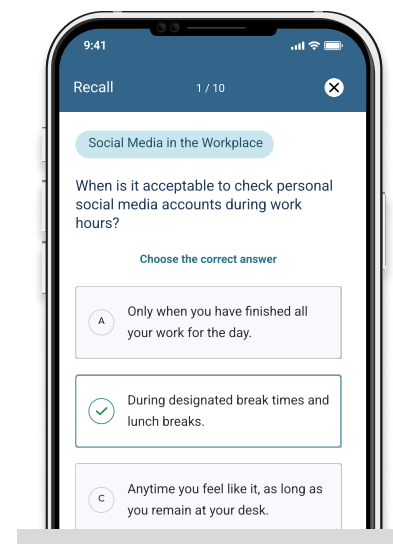 9:41
Recall
1 / 10
Social Media in the Workplace
When is it acceptable to check personal
social media accounts during work
hours?
Choose the correct answer
A
Only when you have finished all
your work for the day.
During designated break times and
lunch breaks.
C
Anytime you feel like it, as long as
you remain at your desk.